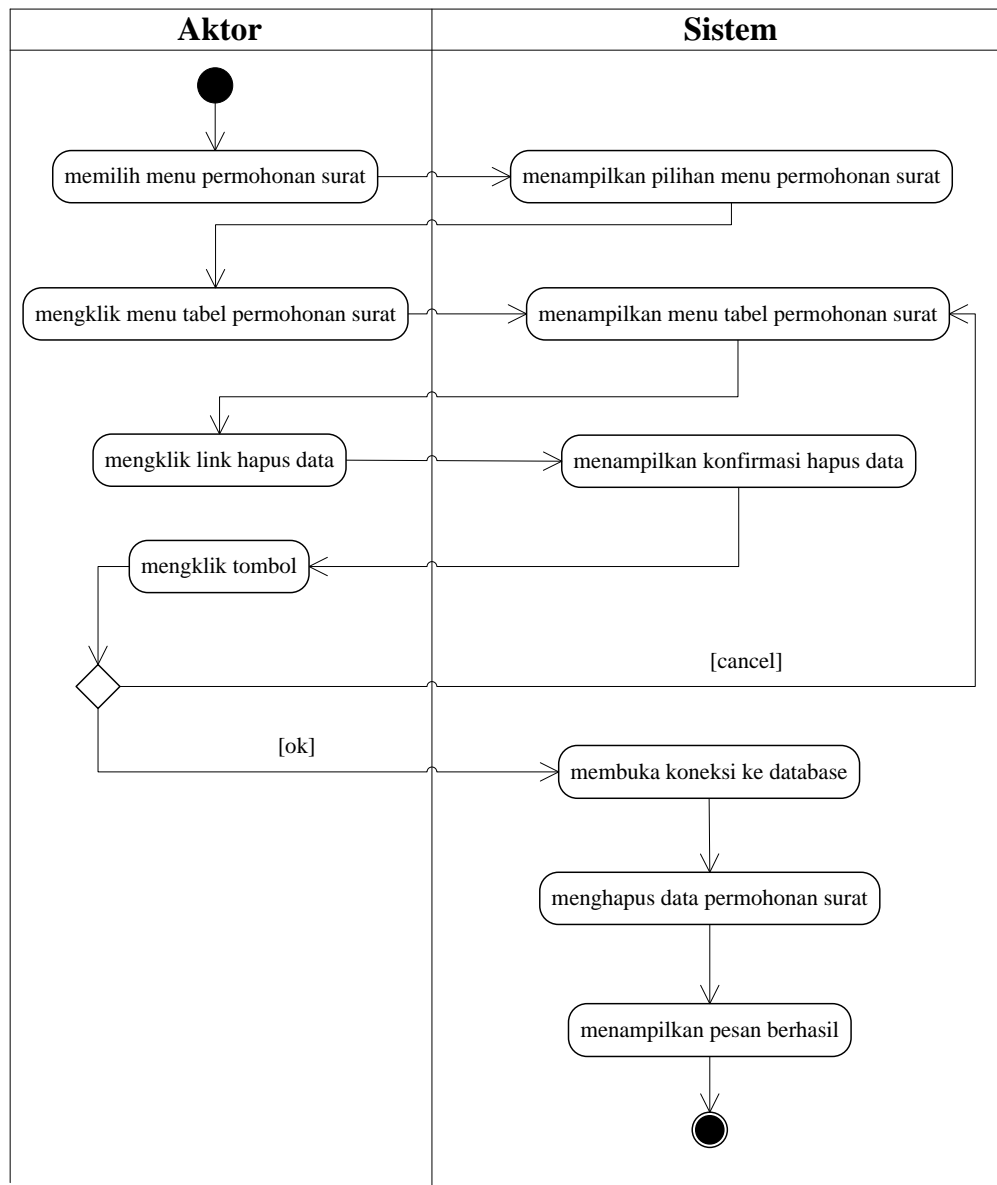 Aktor
Sistem
memilih menu permohonan surat
menampilkan pilihan menu permohonan surat
mengklik menu tabel permohonan surat
menampilkan menu tabel permohonan surat
mengklik link hapus data
menampilkan konfirmasi hapus data
mengklik tombol
[cancel]
[ok]
membuka koneksi ke database
menghapus data permohonan surat
menampilkan pesan berhasil